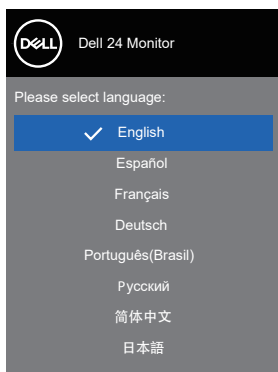 DELL
Dell 24 Monitor
Please select language:
English
Español
Français
Deutsch
Português(Brasil)
Русский
简体中文
日本語